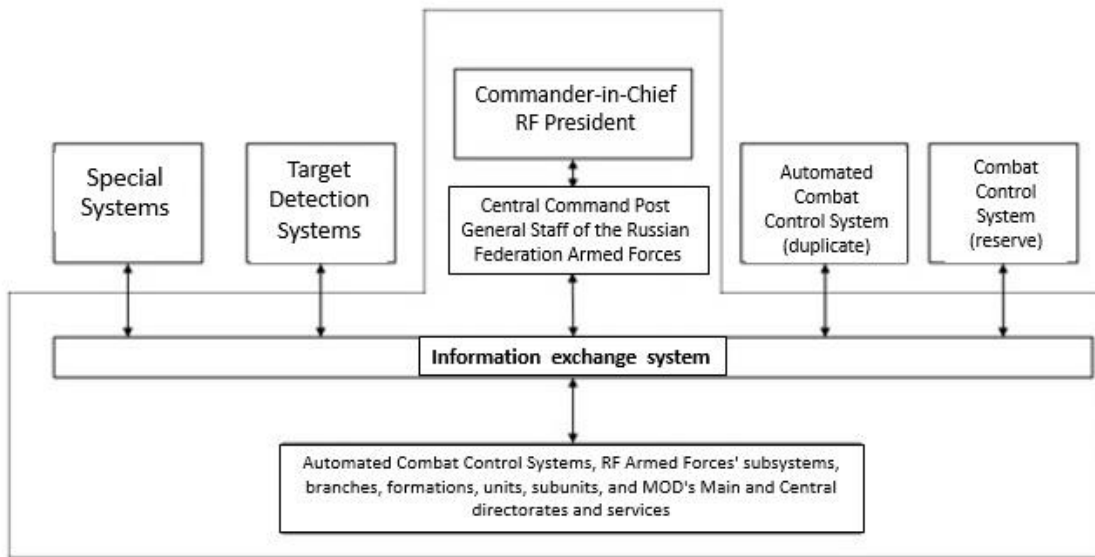 Commander-in-Chief
RF President
Special
Systems
Target
Detection
Systems
Central Command Post
General Staff of the Russian
Federation Armed Forces
Automated
Combat
Control System
(duplicate)
Combat
Control
System
(reserve)
Information exchange system
Automated Combat Control Systems, RF Armed Forces' subsystems,
branches, formations, units, subunits, and MOD's Main and Central
directorates and services